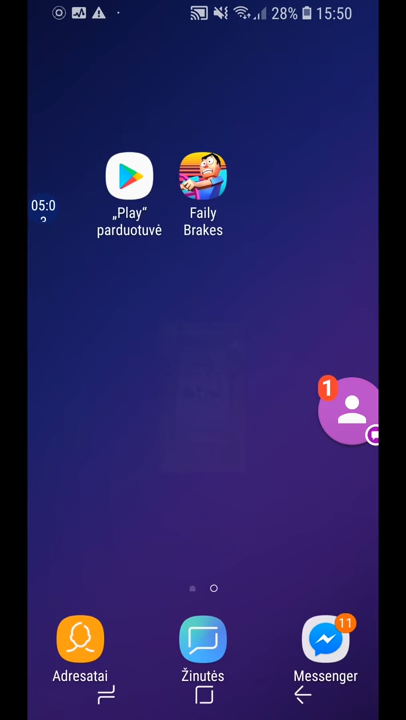 28% 15:50
05:0
„Play“
parduotuvė
Faily
Brakes
1
11
Adresatai
Žinutės
Messenger